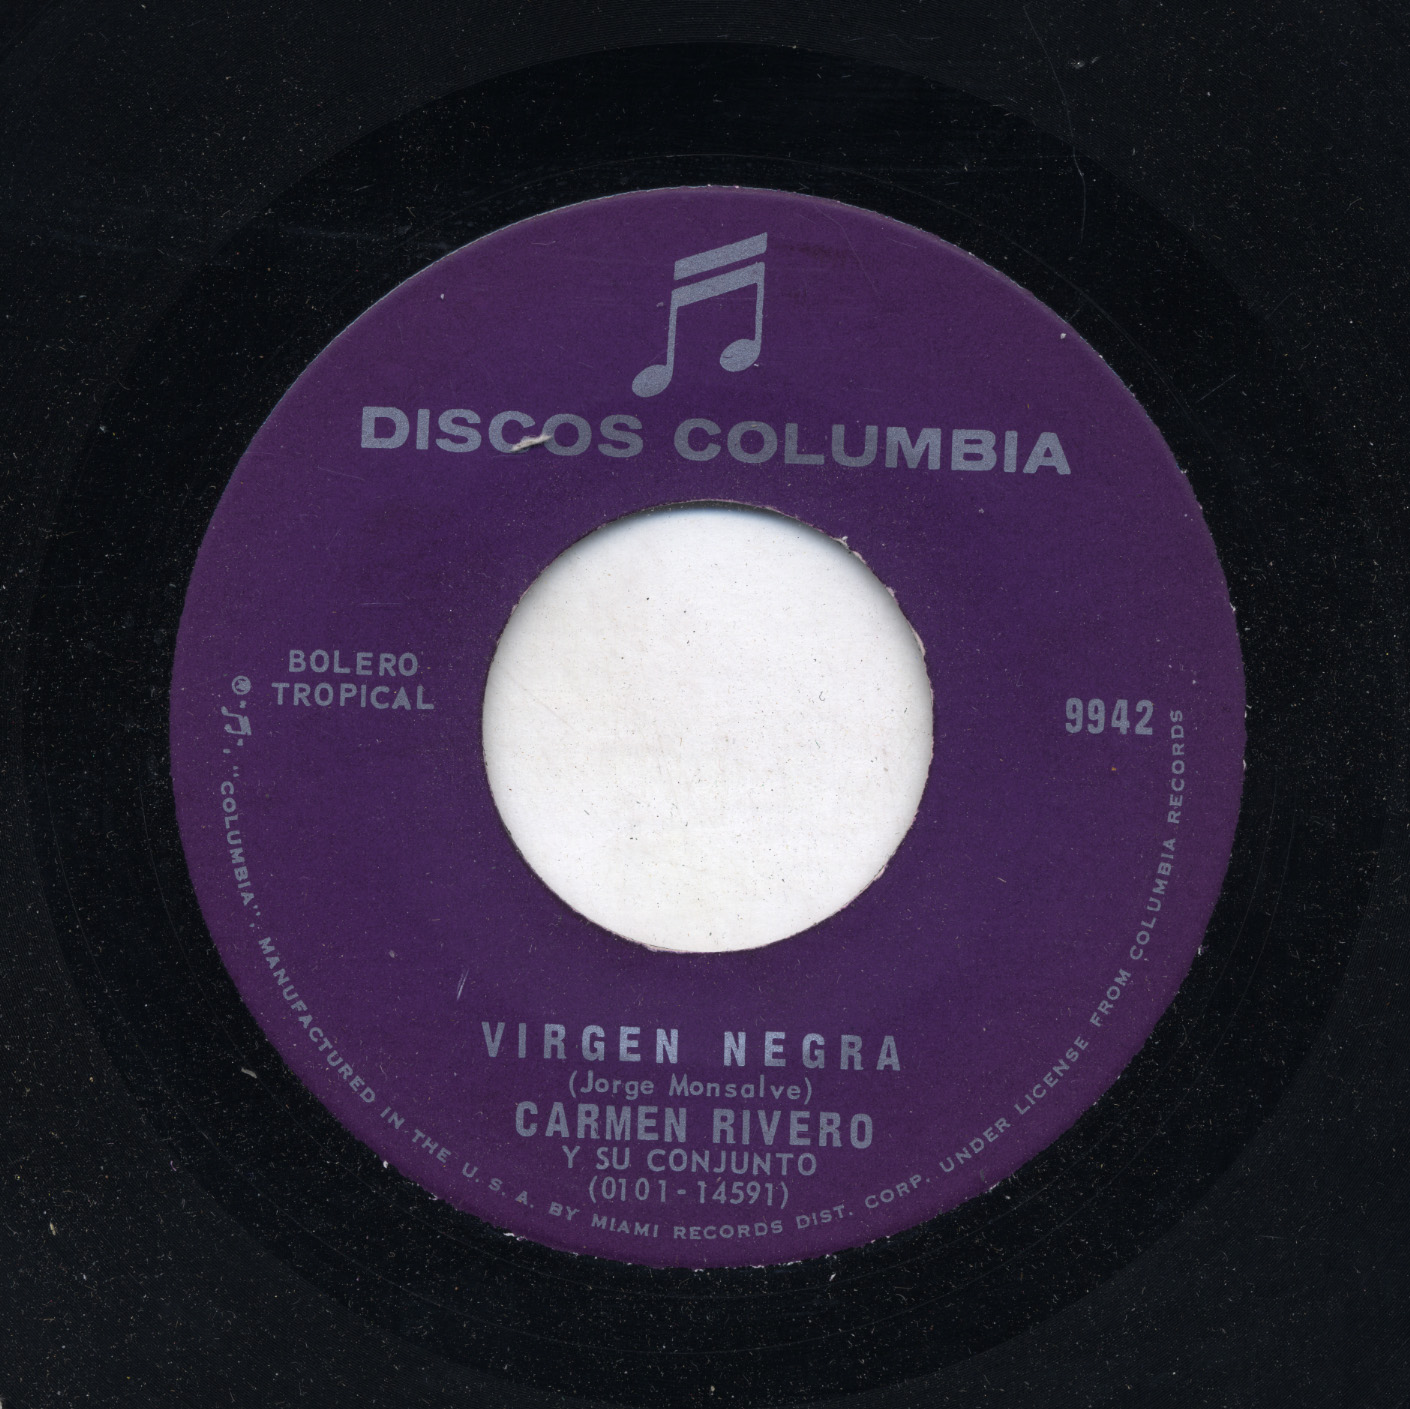 DISCOS COLUMBIA
BOLERO
TROPICAL
9942
VIRGEN NEGRA
(Jorge Monsalve)
CARMEN RIVERO
Y SU CONJUNTO
(0101-14591)
"COLUMBIA". MANUFACTURED IN THE U. S. A. BY MIAMI RECORDS DIST. CORP. UNDER LICENSE FROM COLUMBIA RECORDS